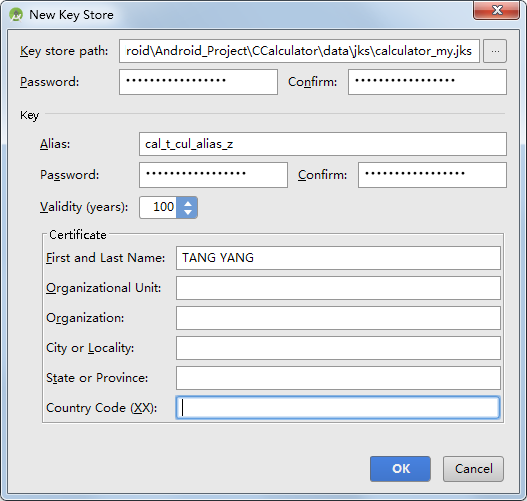 New Key Store
Key store path: roid\Android_Project\CCalculator\data\jks\calculator_my.jks ...
Password: ••••••••••••••••• Confirm: •••••••••••••••••
Key
Alias: cal_t_cul_alias_z
Password: ••••••••••••••••• Confirm: •••••••••••••••••
Validity (years): 100
Certificate
First and Last Name: TANG YANG
Organizational Unit:
Organization:
City or Locality:
State or Province:
Country Code (XX):
OK Cancel